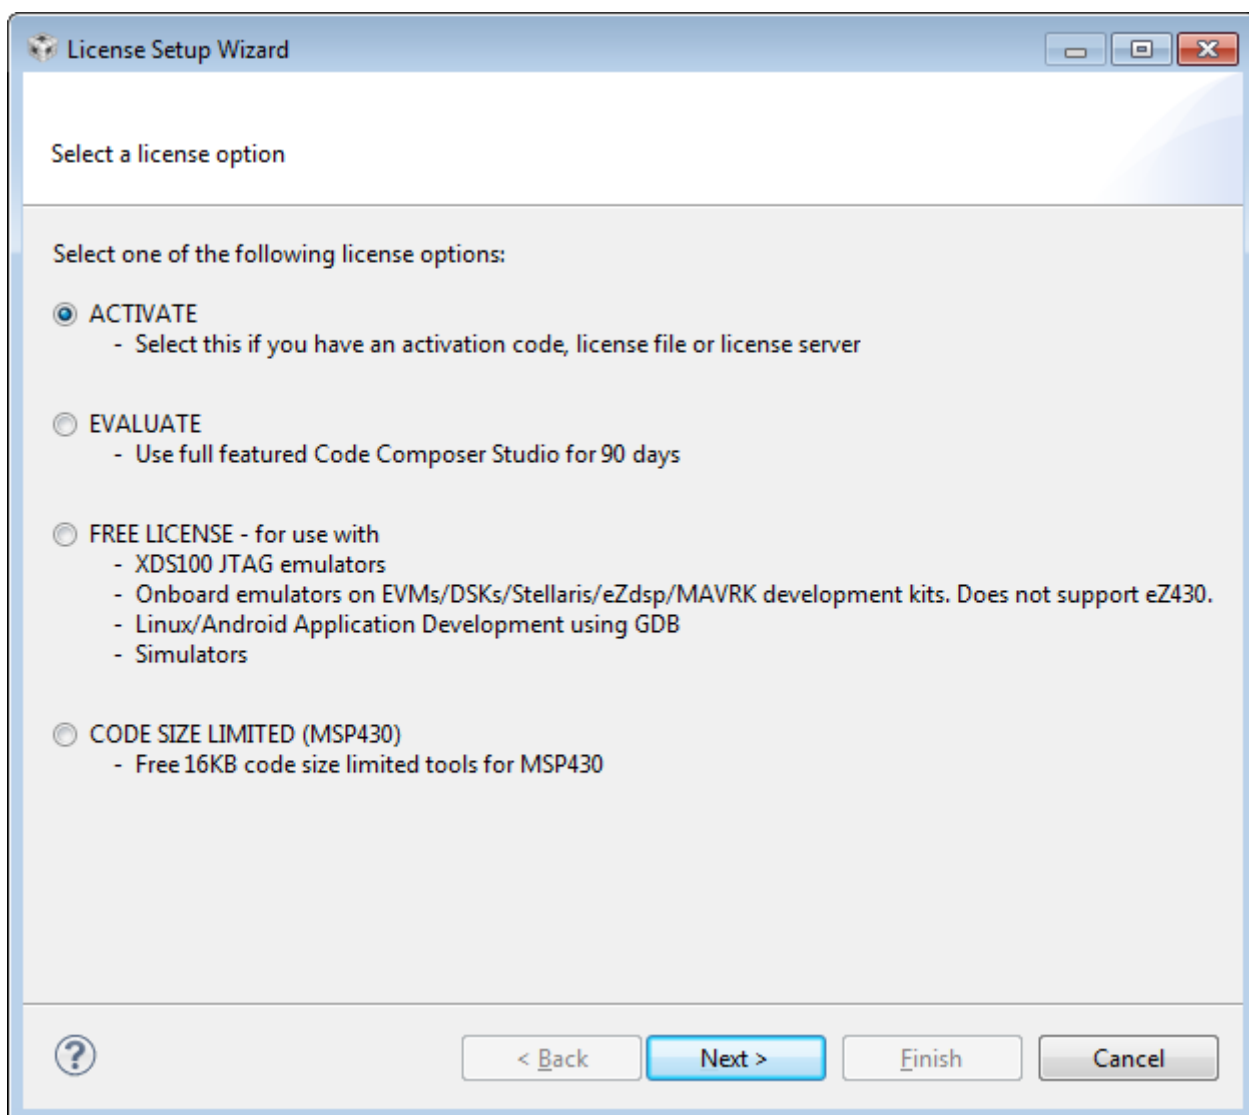 License Setup Wizard
Select a license option
Select one of the following license options:
ACTIVATE
- Select this if you have an activation code, license file or license server
EVALUATE
- Use full featured Code Composer Studio for 90 days
FREE LICENSE - for use with
- XDS100 JTAG emulators
- Onboard emulators on EVMs/DSKs/Stellaris/eZdsp/MAVRK development kits. Does not support eZ430.
- Linux/Android Application Development using GDB
- Simulators
CODE SIZE LIMITED (MSP430)
- Free 16KB code size limited tools for MSP430
? < Back Next > Finish Cancel